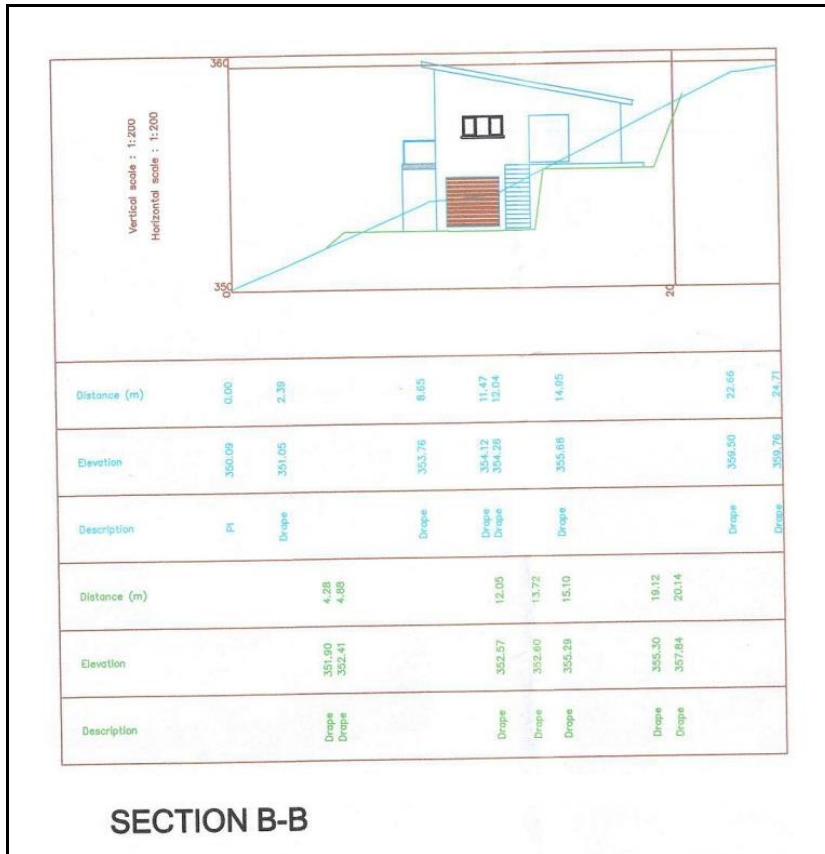 360
Vertical scale : 1:200
Horizontal scale : 1:200
350
0
20
Distance (m) 0.00 2.39 8.65 11.47 12.04 14.95 22.66 24.71
Elevation 350.09 351.05 353.76 354.12 354.28 355.68 359.50 359.76
Description PI Drape Drape Drape Drape Drape Drape Drape
Distance (m) 4.28 4.88 12.05 13.72 15.10 19.12 20.14
Elevation 351.90 352.41 352.57 352.60 355.29 355.30 357.84
Description Drape Drape Drape Drape Drape Drape Drape
SECTION B-B